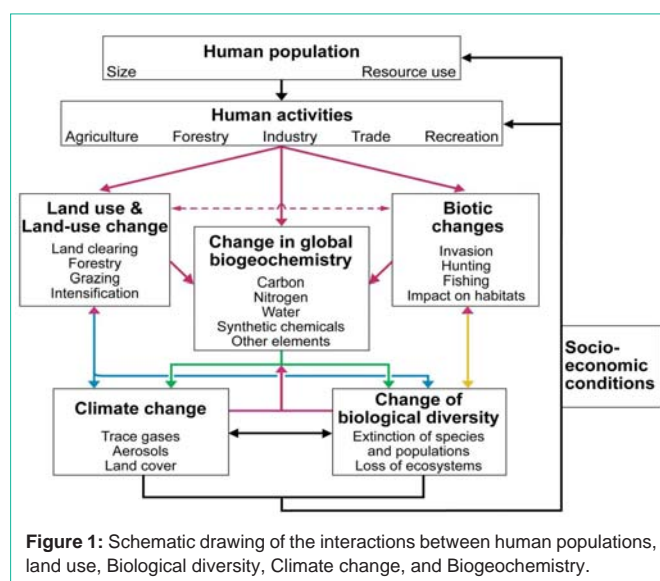 Human population
Size Resource use
Human activities
Agriculture Forestry Industry Trade Recreation
Land use &
Land-use change
Land clearing
Forestry
Grazing
Intensification
Change in global
biogeochemistry
Carbon
Nitrogen
Water
Synthetic chemicals
Other elements
Biotic
changes
Invasion
Hunting
Fishing
Impact on habitats
Socio-
economic
conditions
Climate change
Trace gases
Aerosols
Land cover
Change of
biological diversity
Extinction of species
and populations
Loss of ecosystems
Figure 1: Schematic drawing of the interactions between human populations,
land use, Biological diversity, Climate change, and Biogeochemistry.